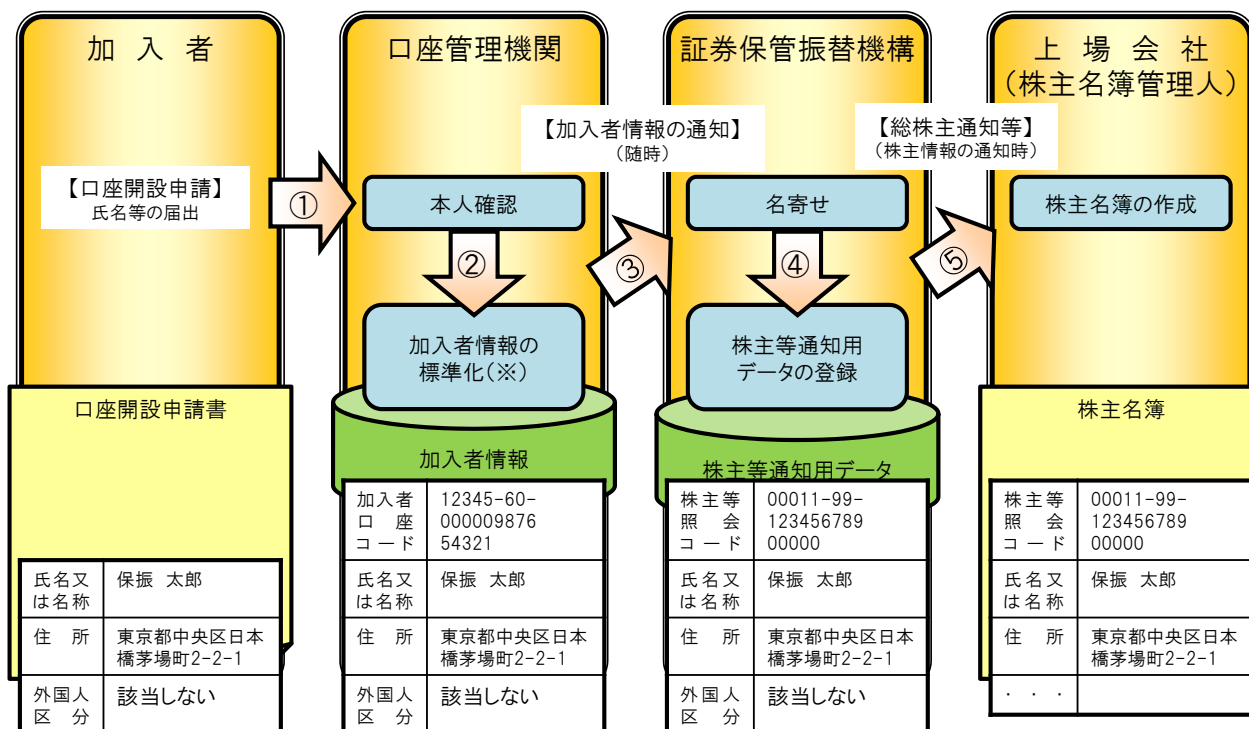 加入者
口座管理機関
証券保管振替機構
上場会社
（株主名簿管理人）
【口座開設申請】
氏名等の届出
①
【加入者情報の通知】
（随時）
【総株主通知等】
（株主情報の通知時）
本人確認
名寄せ
株主名簿の作成
②
③
④
⑤
加入者情報の
標準化（※）
株主等通知用
データの登録
口座開設申請書
氏名又
は名称
保振 太郎
住所
東京都中央区日本
橋茅場町2-2-1
外国人
区分
該当しない
加入者情報
加入者
口座
コード
12345-60-
000009876
54321
氏名又
は名称
保振 太郎
住所
東京都中央区日本
橋茅場町2-2-1
外国人
区分
該当しない
株主等通知用データ
株主等
照会
コード
00011-99-
123456789
00000
氏名又
は名称
保振 太郎
住所
東京都中央区日本
橋茅場町2-2-1
外国人
区分
該当しない
株主名簿
株主等
照会
コード
00011-99-
123456789
00000
氏名又
は名称
保振 太郎
住所
東京都中央区日本
橋茅場町2-2-1
・・・